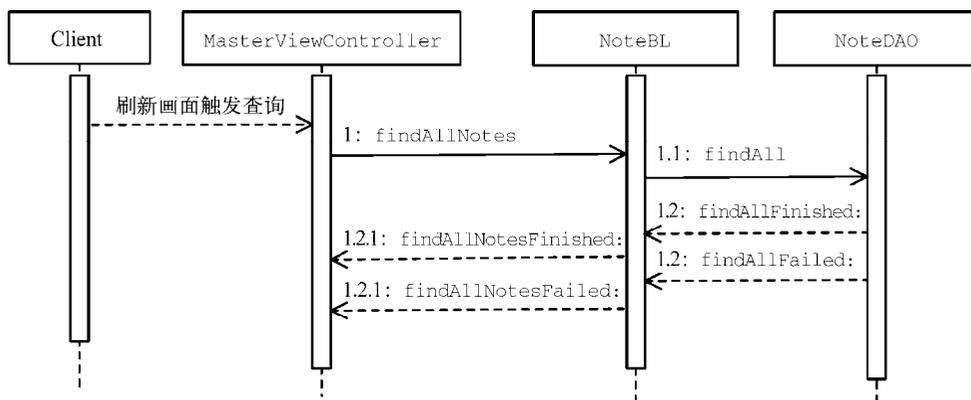 Client
MasterViewController
NoteBL
NoteDAO
刷新画面触发查询
1: findAllNotes
1.1: findAll
1.2: findAllFinished:
1.2.1: findAllNotesFinished:
1.2: findAllFailed:
1.2.1: findAllNotesFailed: